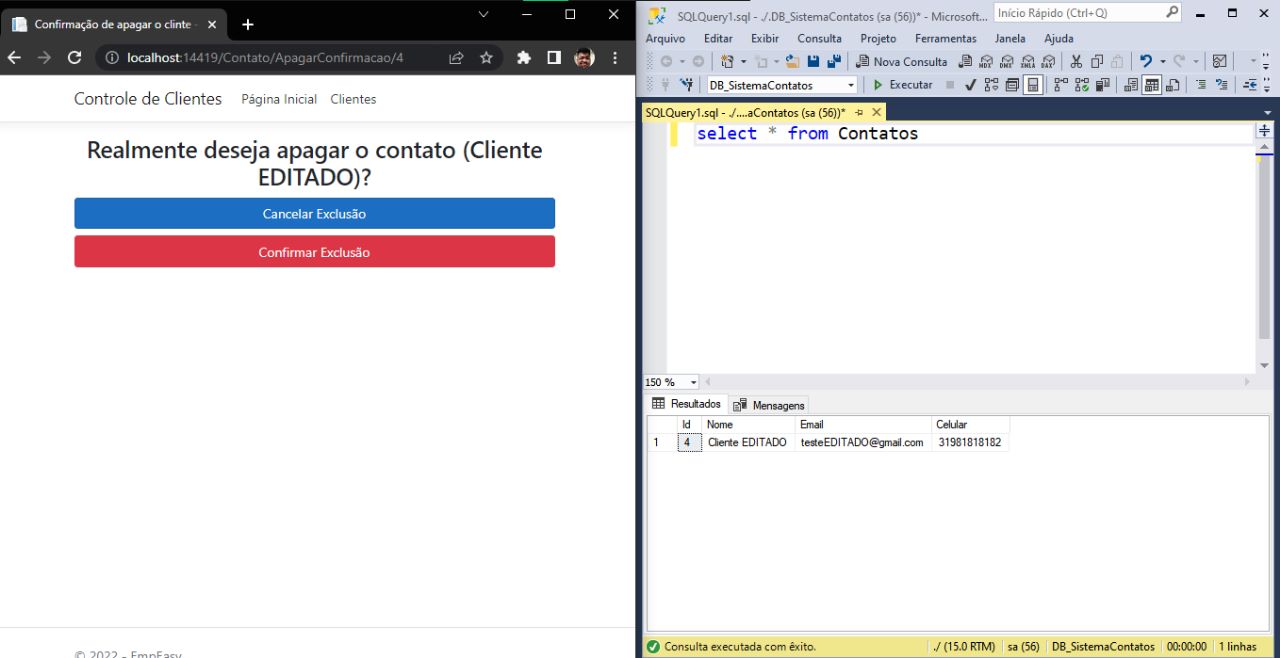 Confirmação de apagar o clinte -
localhost:14419/Contato/ApagarConfirmacao/4
Controle de Clientes Página Inicial Clientes
Realmente deseja apagar o contato (Cliente
EDITADO)?
Cancelar Exclusão
Confirmar Exclusão
© 2022 - EmpEasy
SQLQuery1.sql - ./.DB_SistemaContatos (sa (56))* - Microsoft...
Início Rápido (Ctrl+Q)
Arquivo Editar Exibir Consulta Projeto Ferramentas Janela Ajuda
Nova Consulta
MDX DMX XMLA DAX
DB_SistemaContatos Executar
SQLQuery1.sql - ./....aContatos (sa (56))*
select * from Contatos
150 %
Resultados Mensagens
Id Nome Email Celular
1 4 Cliente EDITADO testeEDITADO@gmail.com 31981818182
Consulta executada com êxito. ./ (15.0 RTM) sa (56) DB_SistemaContatos 00:00:00 1 linhas